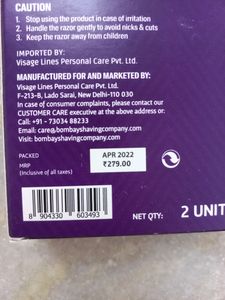 CAUTION
1. Stop using the product in case of irritation
2. Handle the razor gently to avoid nicks & cuts
3. Keep the razor away from children
IMPORTED BY:
Visage Lines Personal Care Pvt. Ltd.
MANUFACTURED FOR AND MARKETED BY:
Visage Lines Personal Care Pvt. Ltd.
F-213-B, Lado Sarai, New Delhi-110 030
In case of consumer complaints, please contact our
CUSTOMER CARE executive at the above address or:
Call: +91 - 73034 88233
Email: care@bombayshavingcompany.com
Visit: bombayshavingcompany.com
PACKED
MRP
(Inclusive of all taxes)
APR 2022
₹279.00
8 904330 603493
NET QTY: 2 UNIT